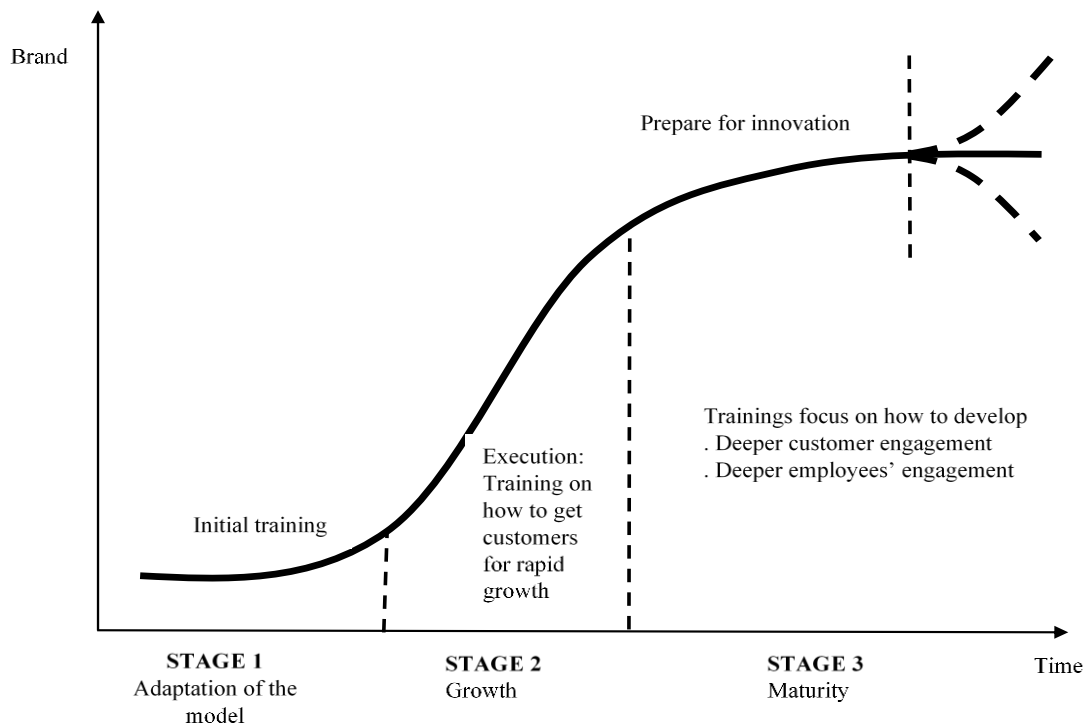 Brand
Prepare for innovation
Trainings focus on how to develop
. Deeper customer engagement
. Deeper employees’ engagement
Execution:
Training on
how to get
customers
for rapid
growth
Initial training
STAGE 1
Adaptation of the
model
STAGE 2
Growth
STAGE 3
Maturity
Time